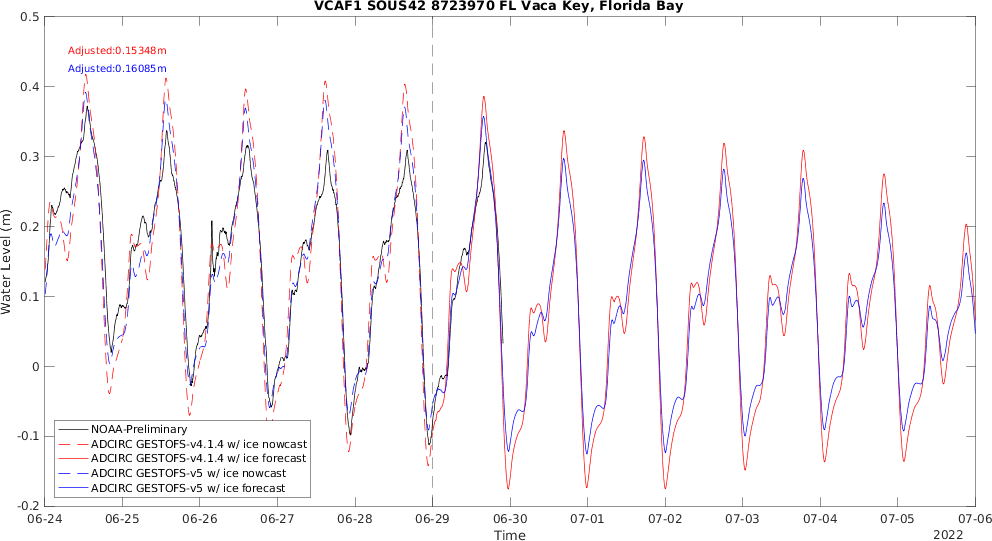 VCAF1 SOUS42 8723970 FL Vaca Key, Florida Bay
0.5
0.4
0.3
0.2
0.1
0
-0.1
-0.2
Water Level (m)
Adjusted:0.15348m
Adjusted:0.16085m
NOAA-Preliminary
ADCIRC GESTOFS-v4.1.4 w/ ice nowcast
ADCIRC GESTOFS-v4.1.4 w/ ice forecast
ADCIRC GESTOFS-v5 w/ ice nowcast
ADCIRC GESTOFS-v5 w/ ice forecast
06-24 06-25 06-26 06-27 06-28 06-29 06-30 07-01 07-02 07-03 07-04 07-05 07-06
Time
2022